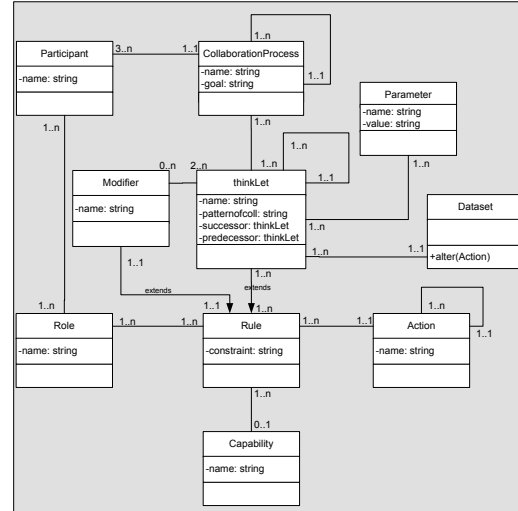 1..n
Participant
3..n
1..1
CollaborationProcess
-name: string
-name: string
-goal: string
1..1
Parameter
-name: string
-value: string
1..n
1..n
1..n
0..n
2..n
1..n
1..n
1..1
1..n
Modifier
-name: string
thinkLet
-name: string
-patternofcoll: string
-successor: thinkLet
-predecessor: thinkLet
Dataset
+alter(Action)
1..n
1..n
1..1
1..1
1..n
extends
extends
1..n
1..1
1..n
1..n
Role
-name: string
1..n
1..n
Rule
-constraint: string
1..n
1..1
Action
-name: string
1..1
1..n
0..1
Capability
-name: string